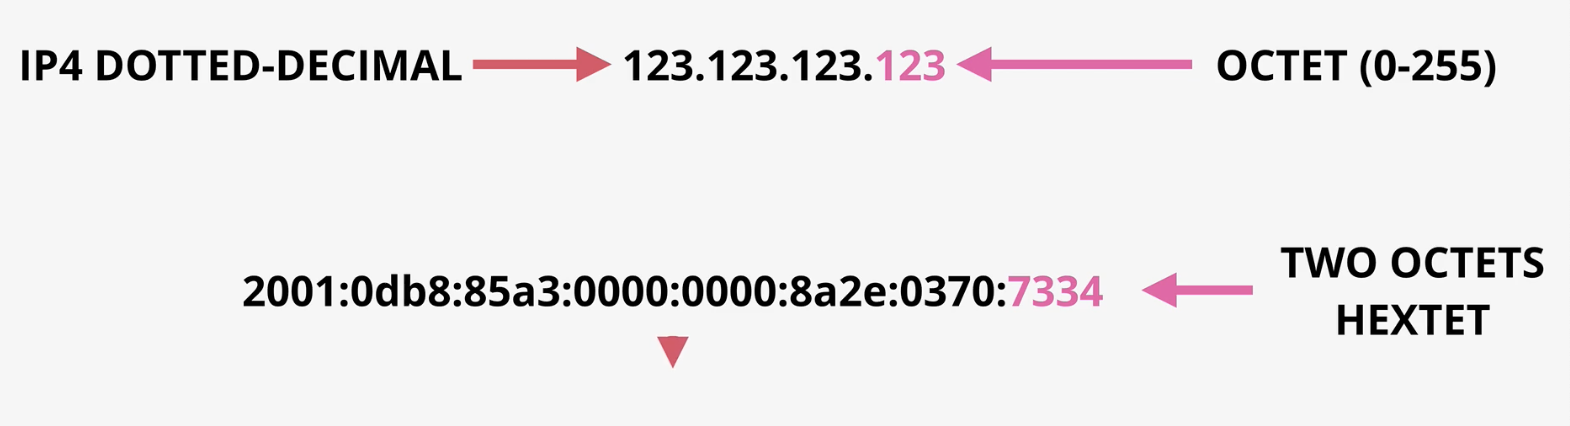 IP4 DOTTED-DECIMAL 123.123.123.123 OCTET (0-255)
2001:0db8:85a3:0000:0000:8a2e:0370:7334
TWO OCTETS
HEXTET